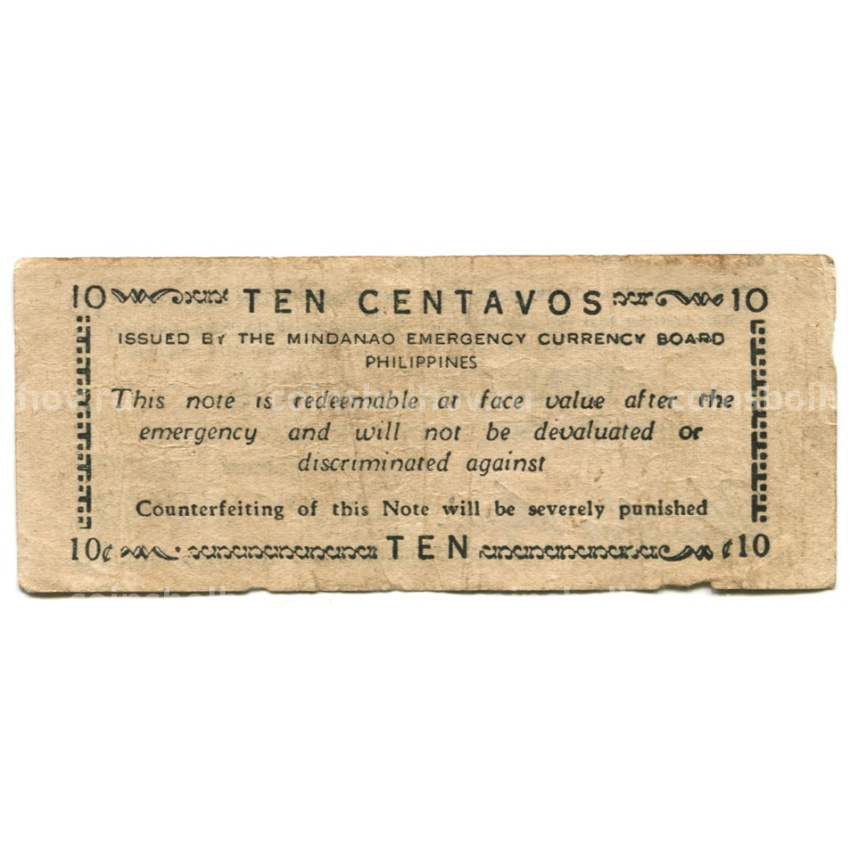 10 TEN CENTAVOS 10
ISSUED BY THE MINDANAO EMERGENCY CURRENCY BOARD
PHILIPPINES
This note is redeemable at face value after the
emergency and will not be devaluated or
discriminated against
Counterfeiting of this Note will be severely punished
10¢ TEN ¢10